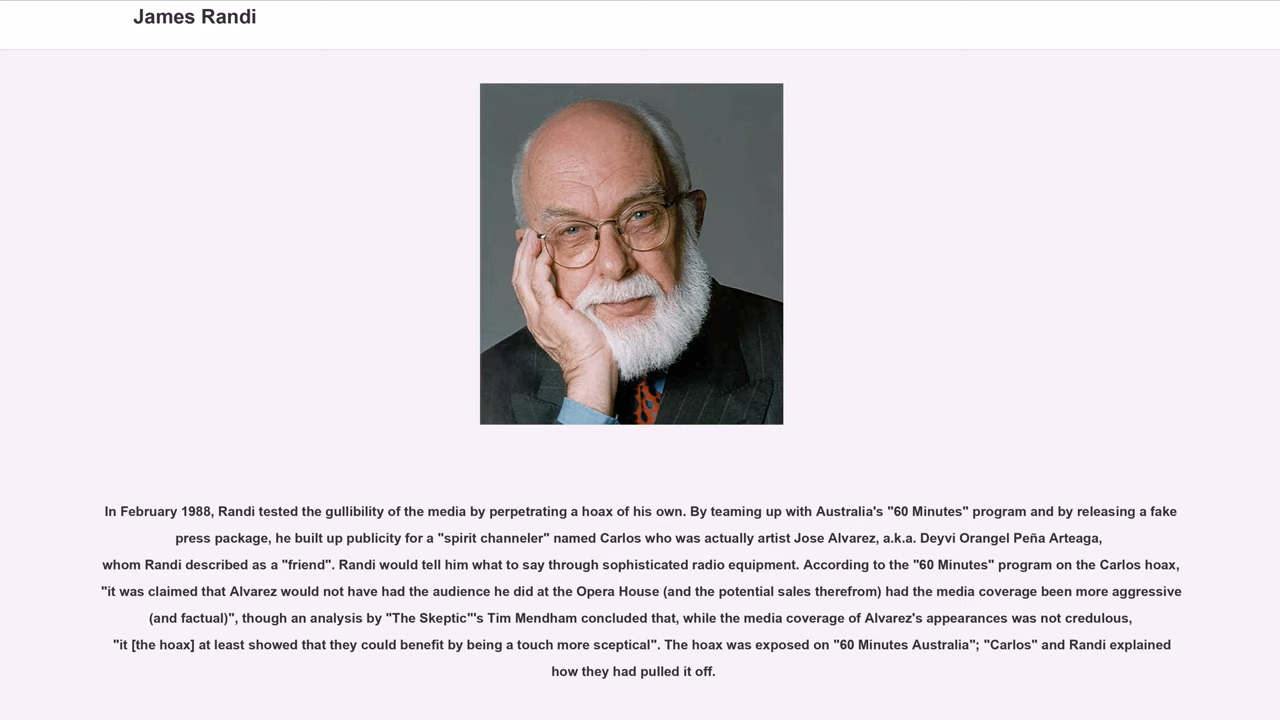 James Randi
In February 1988, Randi tested the gullibility of the media by perpetrating a hoax of his own. By teaming up with Australia's "60 Minutes" program and by releasing a fake
press package, he built up publicity for a "spirit channeler" named Carlos who was actually artist Jose Alvarez, a.k.a. Deyvi Orangel Peña Arteaga,
whom Randi described as a "friend". Randi would tell him what to say through sophisticated radio equipment. According to the "60 Minutes" program on the Carlos hoax,
"it was claimed that Alvarez would not have had the audience he did at the Opera House (and the potential sales therefrom) had the media coverage been more aggressive
(and factual)", though an analysis by "The Skeptic"'s Tim Mendham concluded that, while the media coverage of Alvarez's appearances was not credulous,
"it [the hoax] at least showed that they could benefit by being a touch more sceptical". The hoax was exposed on "60 Minutes Australia"; "Carlos" and Randi explained
how they had pulled it off.